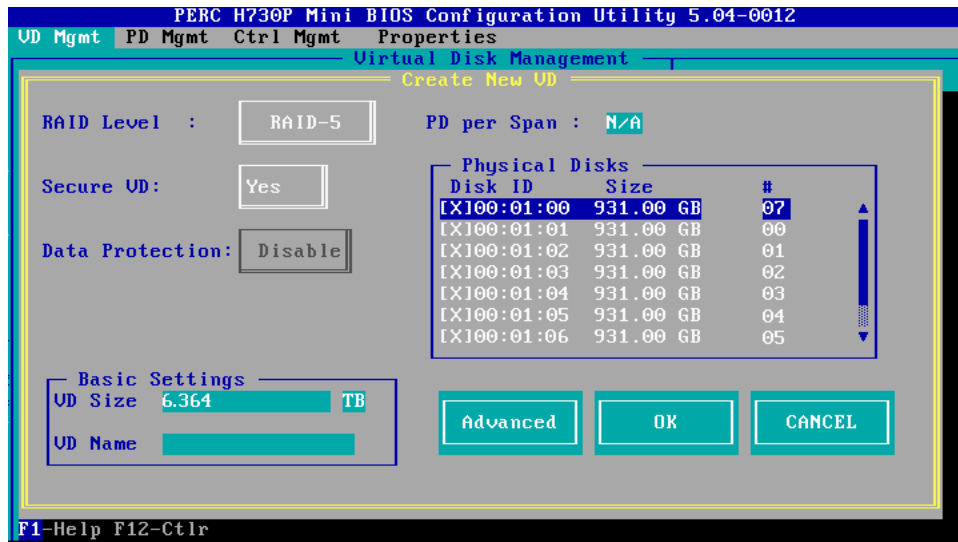 PERC H730P Mini BIOS Configuration Utility 5.04-0012
VD Mgmt PD Mgmt Ctrl Mgmt Properties
Virtual Disk Management
Create New VD
RAID Level : RAID-5 PD per Span : N/A
Physical Disks
Secure VD: Yes Disk ID Size #
[X]00:01:00 931.00 GB 07
[X]00:01:01 931.00 GB 00
Data Protection: Disable [X]00:01:02 931.00 GB 01
[X]00:01:03 931.00 GB 02
[X]00:01:04 931.00 GB 03
[X]00:01:05 931.00 GB 04
[X]00:01:06 931.00 GB 05
Basic Settings
VD Size 6.364 TB
Advanced OK CANCEL
VD Name
F1-Help F12-Ctlr